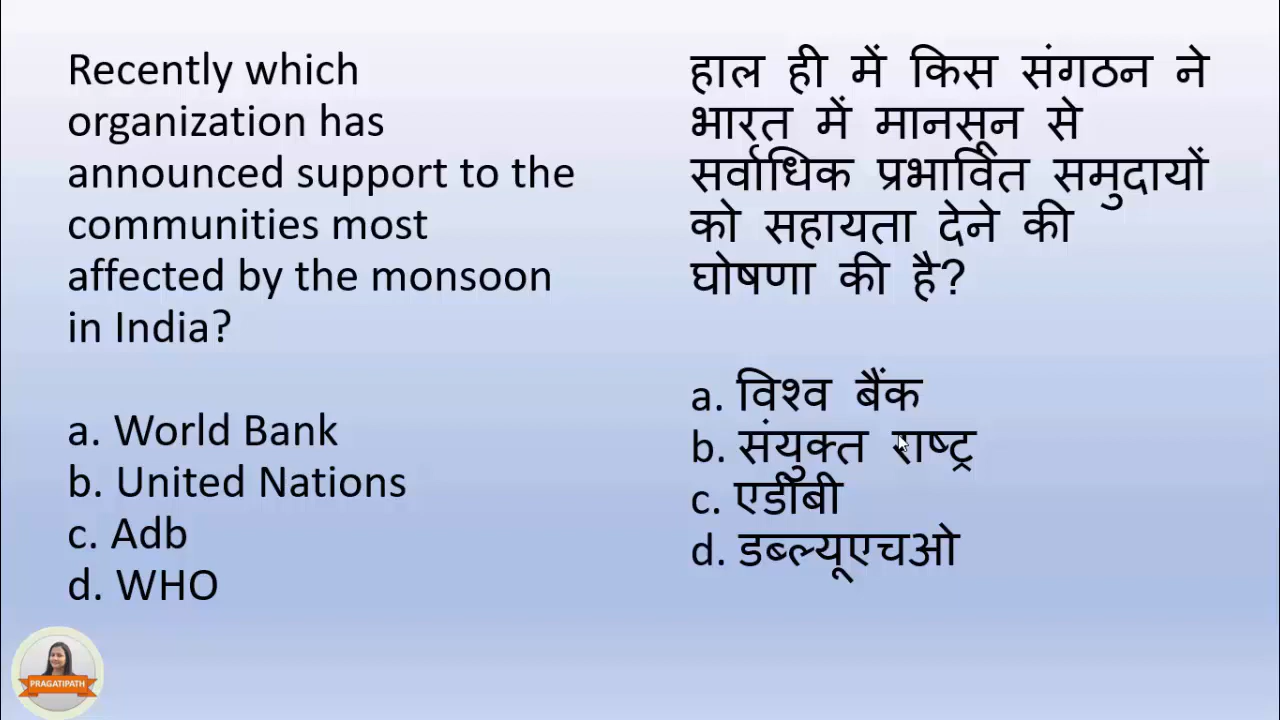 Recently which
organization has
announced support to the
communities most
affected by the monsoon
in India?
a. World Bank
b. United Nations
c. Adb
d. WHO
हाल ही में किस संगठन ने
भारत में मानसून से
सर्वाधिक प्रभावित समुदायों
को सहायता देने की
घोषणा की है?
a. विश्व बैंक
b. संयुक्त राष्ट्र
c. एडीबी
d. डब्ल्यूएचओ
PRAGATIPATH